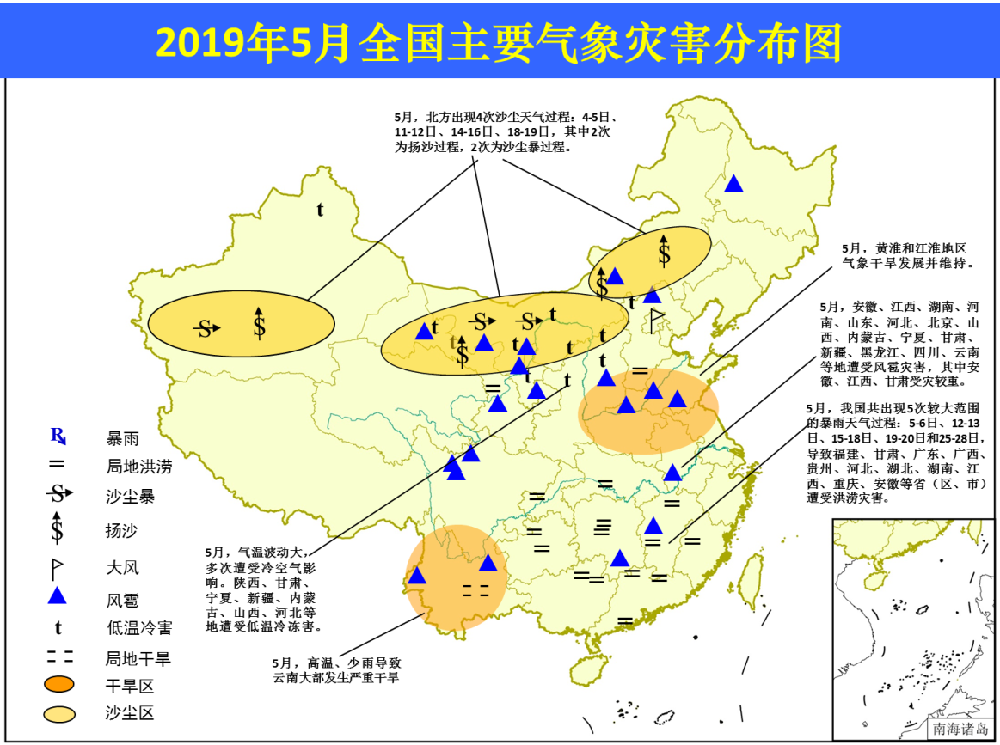 2019年5月全国主要气象灾害分布图
5月，北方出现4次沙尘天气过程：4-5日、
11-12日、14-16日、18-19日，其中2次
为扬沙过程，2次为沙尘暴过程。
5月，黄淮和江淮地区
气象干旱发展并维持。
5月，安徽、江西、湖南、河
南、山东、河北、北京、山
西、内蒙古、宁夏、甘肃、
新疆、黑龙江、四川、云南
等地遭受风雹灾害，其中安
徽、江西、甘肃受灾较重。
5月，我国共出现5次较大范围
的暴雨天气过程：5-6日、12-13
日、15-18日、19-20日和25-28日，
导致福建、甘肃、广东、广西、
贵州、河北、湖北、湖南、江
西、重庆、安徽等省（区、市）
遭受洪涝灾害。
5月，气温波动大，
多次遭受冷空气影
响。陕西、甘肃、
宁夏、新疆、内蒙
古、山西、河北等
地遭受低温冷冻害。
5月，高温、少雨导致
云南大部发生严重干旱
R 暴雨
局地洪涝
S 沙尘暴
S 扬沙
大风
风雹
t 低温冷害
局地干旱
干旱区
沙尘区
t
S
S
S
S
t
t
t
S
S
t
S
t
t
t
t
t
t
南海诸岛